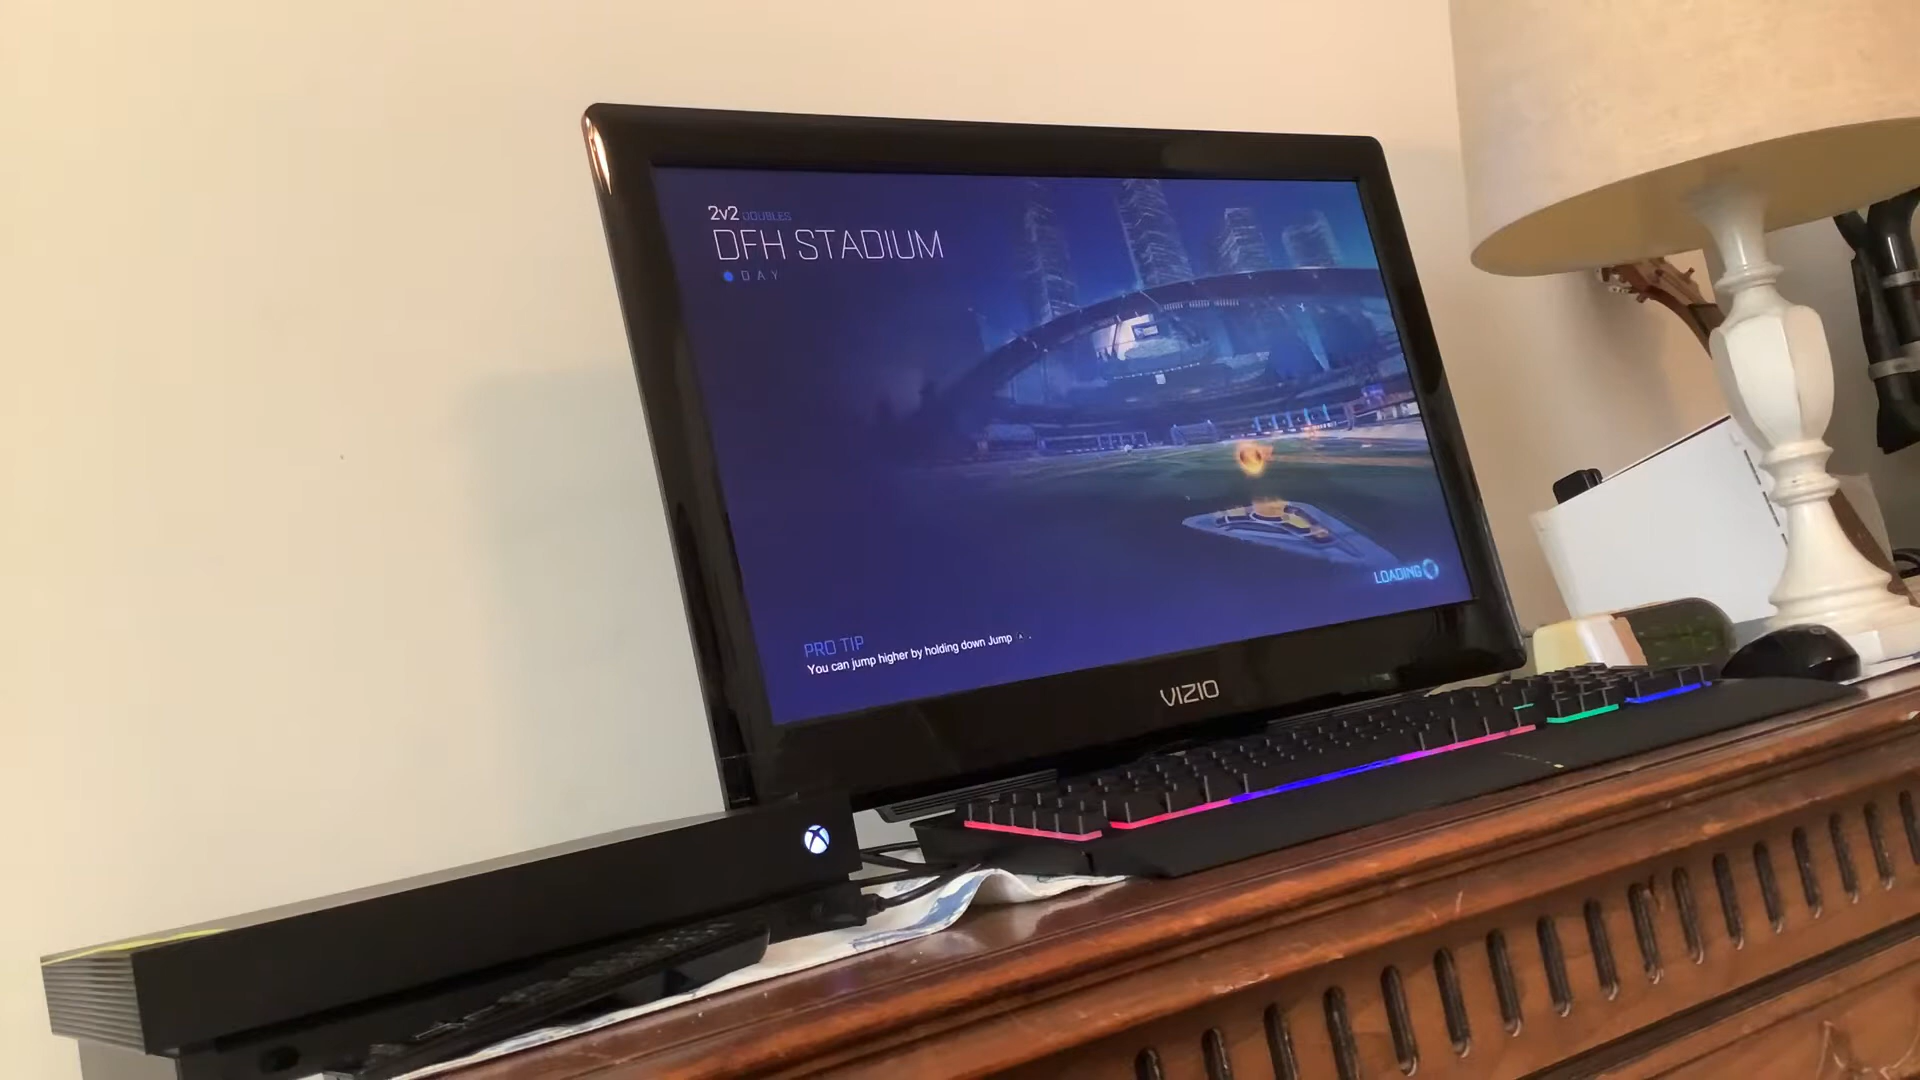 2v2 DOUBLES
DFH STADIUM
DAY
LOADING
PRO TIP
You can jump higher by holding down Jump A .
VIZIO